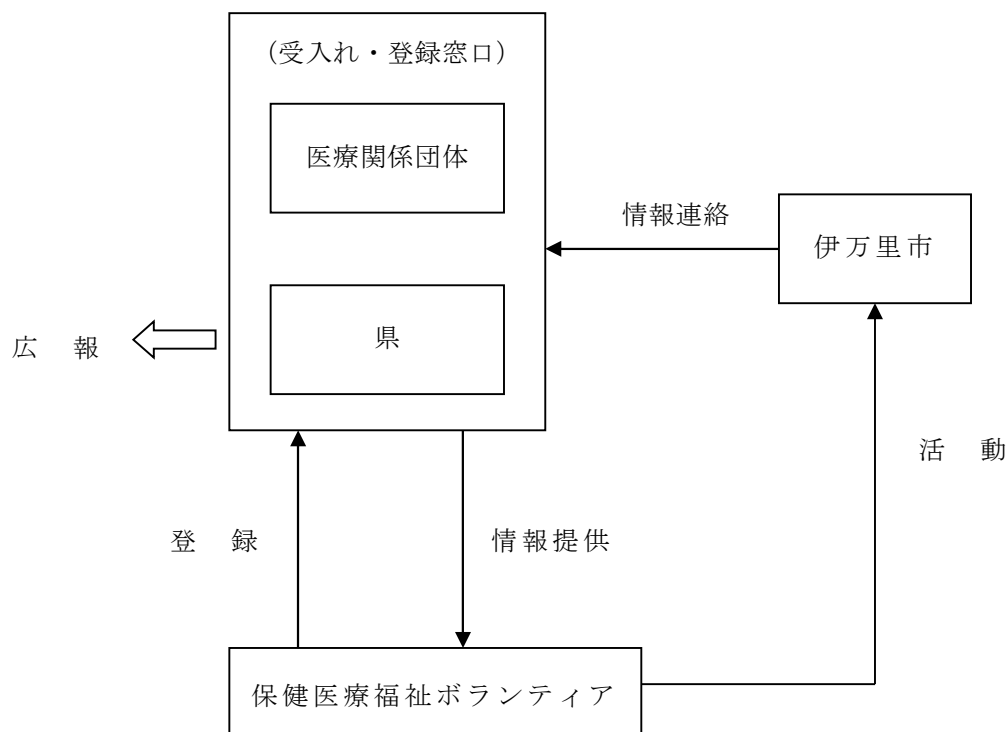 （受入れ・登録窓口）
医療関係団体
情報連絡
伊万里市
県
広　報
活　動
登　録
情報提供
保健医療福祉ボランティア